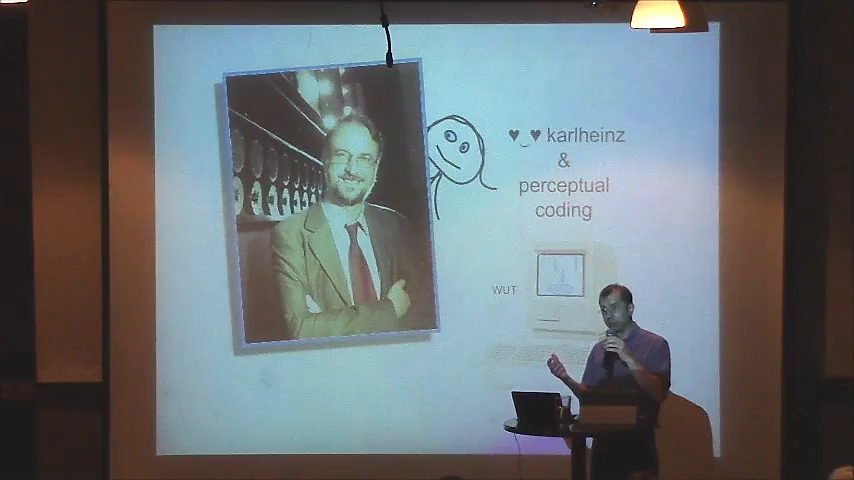 ♥‿♥ karlheinz
&
perceptual
coding
WUT